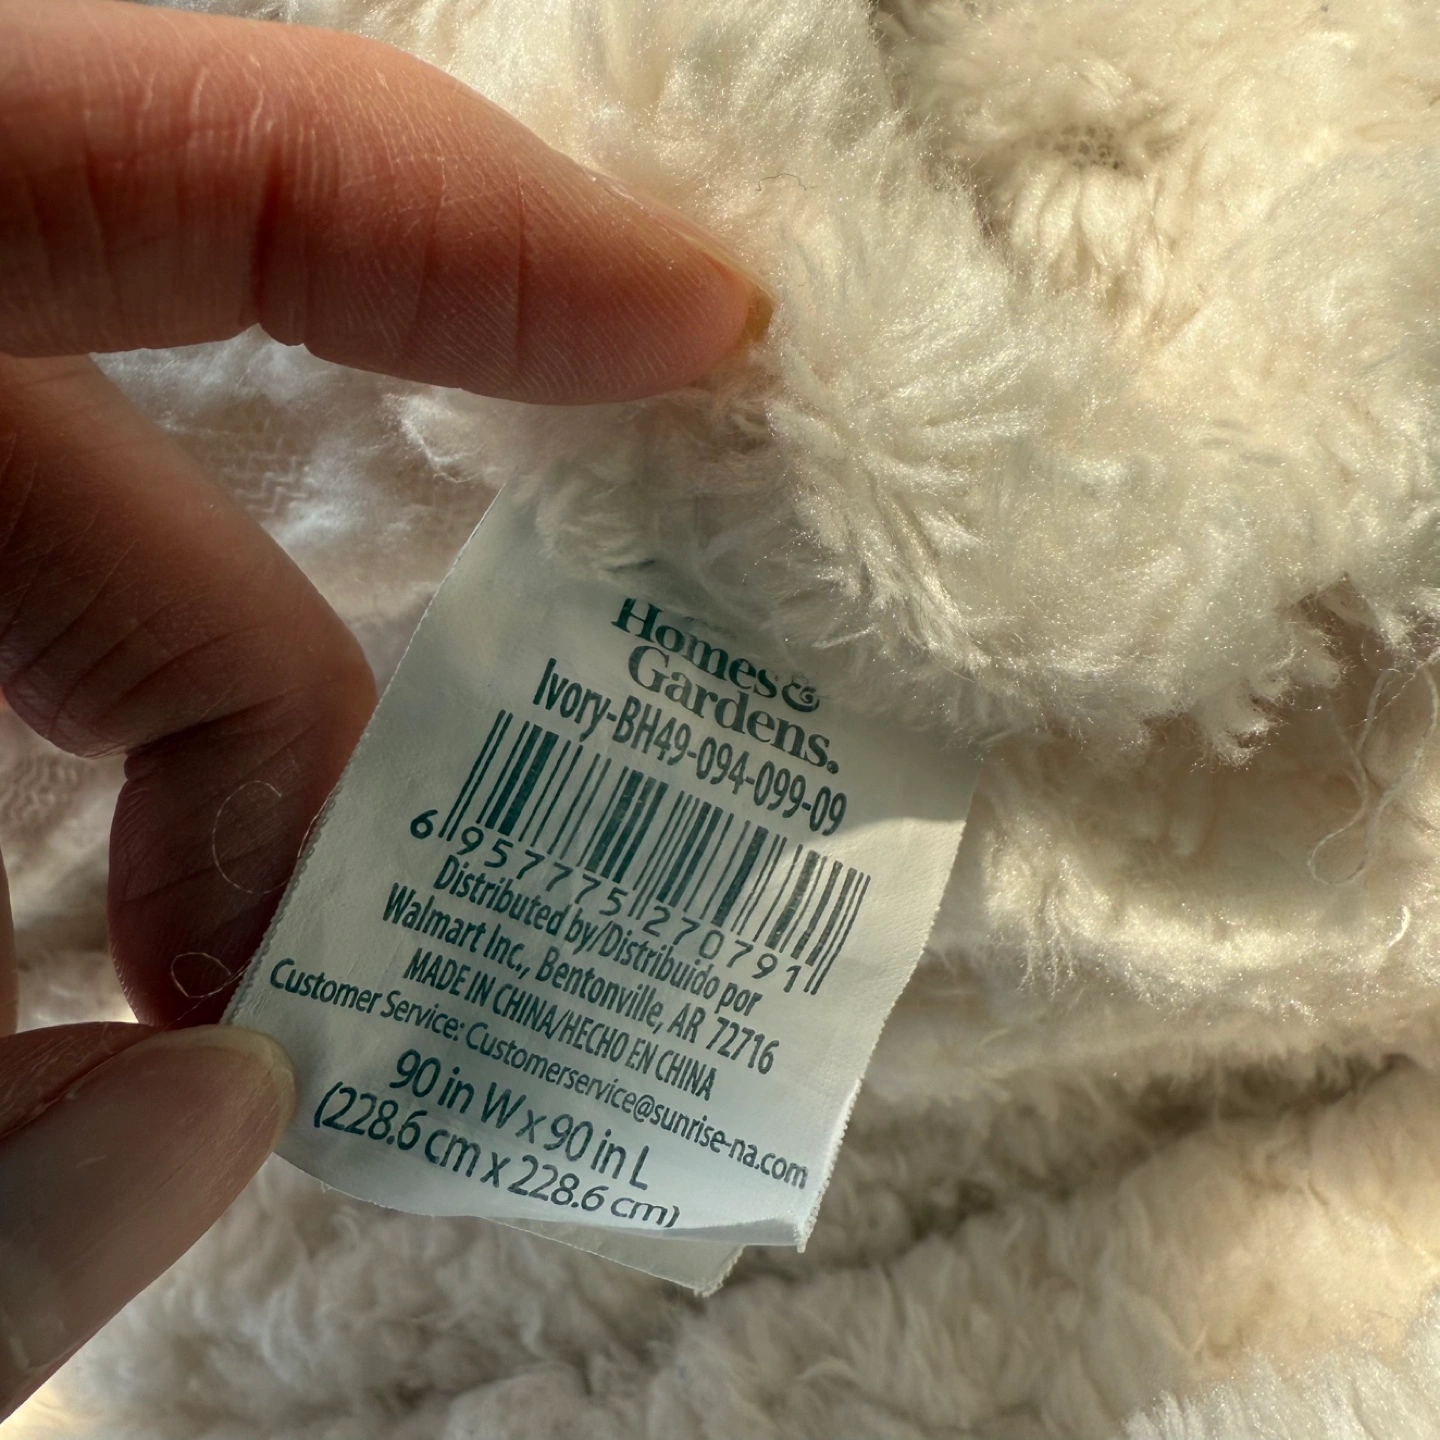 Homes &
Gardens.
Ivory-BH49-094-099-09
6 957775 270791
Distributed by/Distribuido por
Walmart Inc., Bentonville, AR 72716
MADE IN CHINA/HECHO EN CHINA
Customer Service: Customerservice@sunrise-na.com
90 in W x 90 in L
(228.6 cm x 228.6 cm)